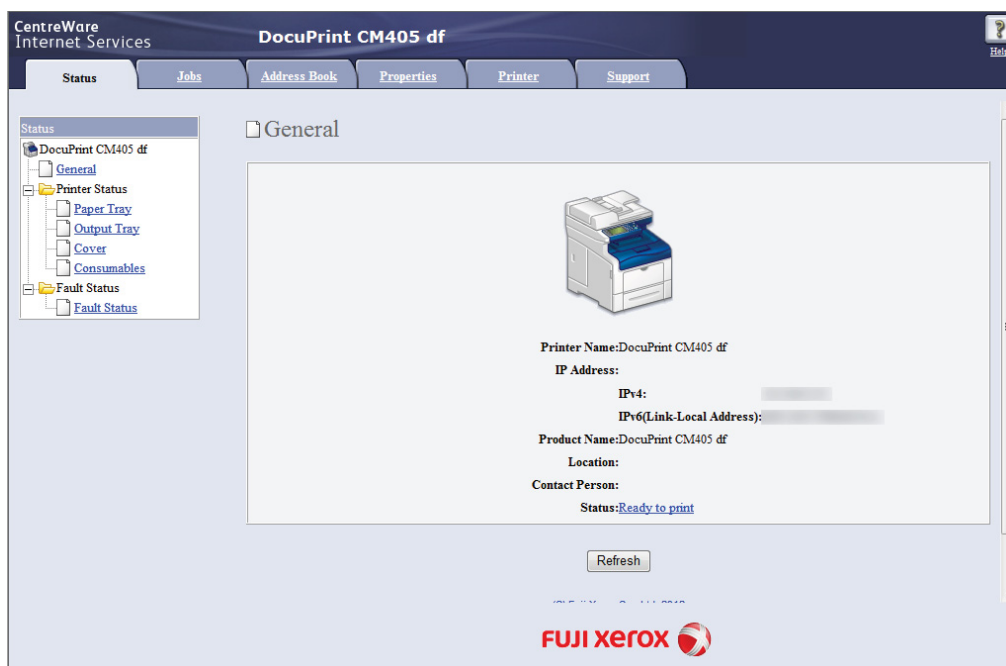 CentreWare
Internet Services
DocuPrint CM405 df
Help
Status
Jobs
Address Book
Properties
Printer
Support
Status
DocuPrint CM405 df
General
Printer Status
Paper Tray
Output Tray
Cover
Consumables
Fault Status
Fault Status
General
Printer Name:DocuPrint CM405 df
IP Address:
IPv4:
IPv6(Link-Local Address):
Product Name:DocuPrint CM405 df
Location:
Contact Person:
Status:Ready to print
Refresh
FUJI xerox